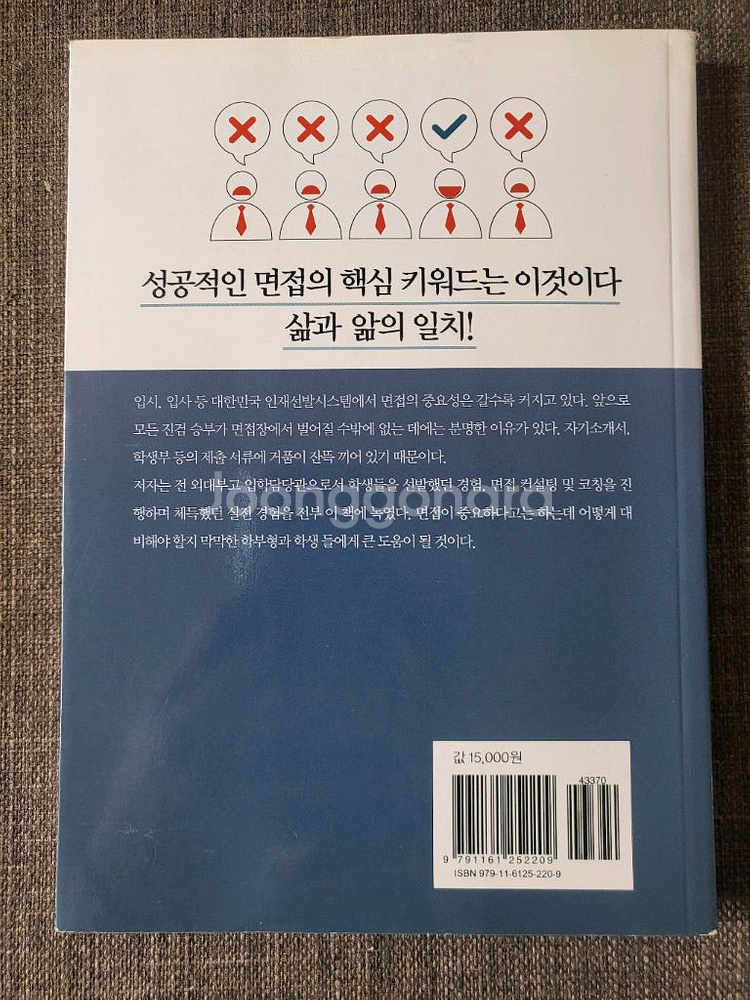 성공적인 면접의 핵심 키워드는 이것이다
삶과 앎의 일치!
입시, 입사 등 대한민국 인재선발시스템에서 면접의 중요성은 갈수록 커지고 있다. 앞으로
모든 진검 승부가 면접장에서 벌어질 수밖에 없는 데에는 분명한 이유가 있다. 자기소개서,
학생부 등의 제출 서류에 거품이 잔뜩 끼어 있기 때문이다.
저자는 전 외대부고 입학담당관으로서 학생들을 선발했던 경험, 면접 컨설팅 및 코칭을 진
행하며 체득했던 실전 경험을 전부 이 책에 녹였다. 면접이 중요하다고는 하는데 어떻게 대
비해야 할지 막막한 학부형과 학생 들에게 큰 도움이 될 것이다.
joonggonara
값 15,000원
43370
9 791161 252209
ISBN 979-11-6125-220-9